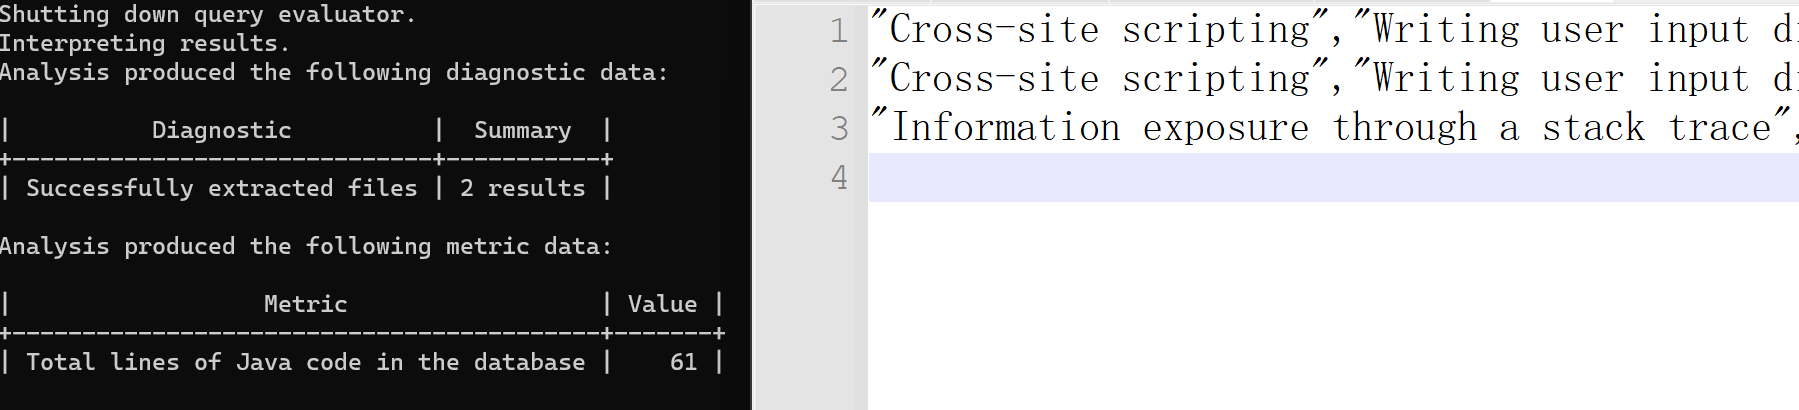 Shutting down query evaluator.
Interpreting results.
Analysis produced the following diagnostic data:
|          Diagnostic          |  Summary  |
+------------------------------+-----------+
| Successfully extracted files | 2 results |
Analysis produced the following metric data:
|                  Metric                  | Value |
+------------------------------------------+-------+
| Total lines of Java code in the database |    61 |
1 "Cross-site scripting","Writing user input di
2 "Cross-site scripting","Writing user input di
3 "Information exposure through a stack trace",
4